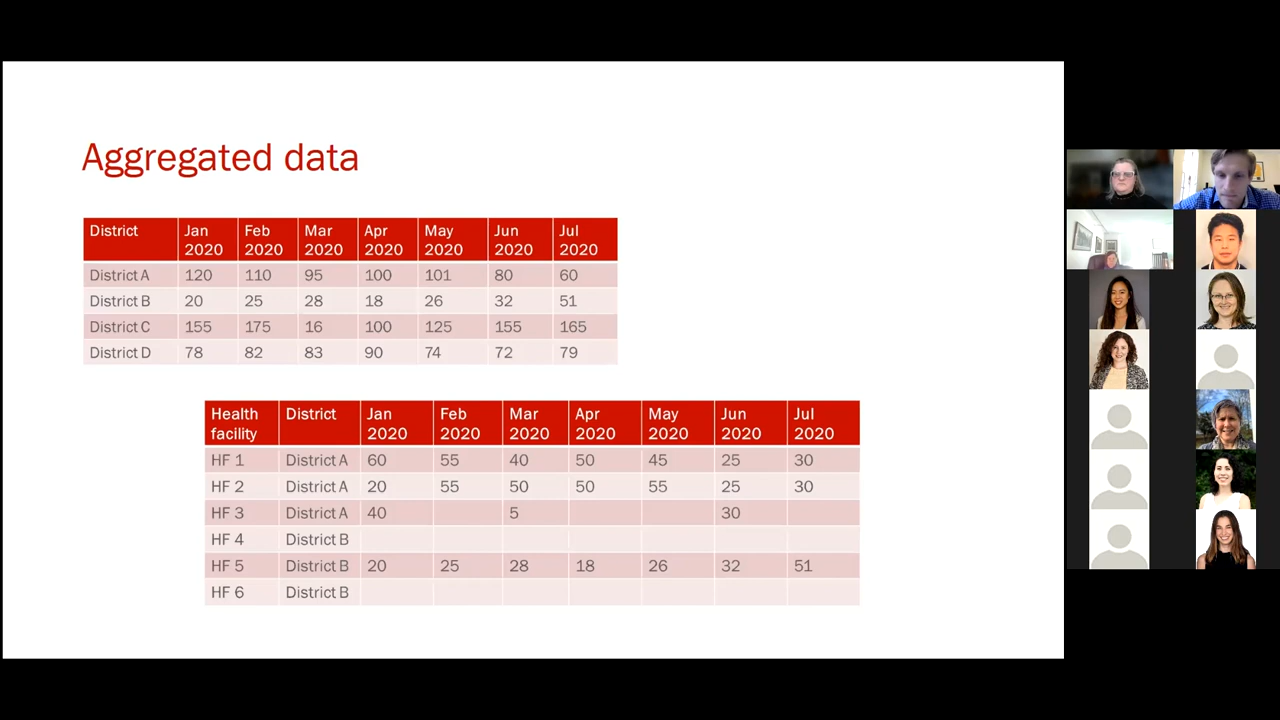 Aggregated data
District Jan 2020 Feb 2020 Mar 2020 Apr 2020 May 2020 Jun 2020 Jul 2020
District A 120 110 95 100 101 80 60
District B 20 25 28 18 26 32 51
District C 155 175 16 100 125 155 165
District D 78 82 83 90 74 72 79
Health facility District Jan 2020 Feb 2020 Mar 2020 Apr 2020 May 2020 Jun 2020 Jul 2020
HF 1 District A 60 55 40 50 45 25 30
HF 2 District A 20 55 50 50 55 25 30
HF 3 District A 40 5 30
HF 4 District B
HF 5 District B 20 25 28 18 26 32 51
HF 6 District B